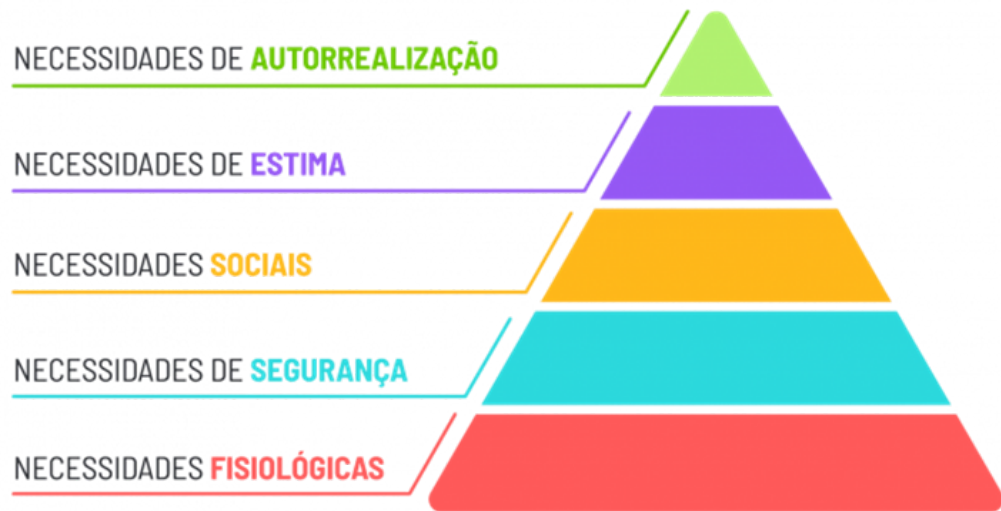 NECESSIDADES DE AUTORREALIZAÇÃO
NECESSIDADES DE ESTIMA
NECESSIDADES SOCIAIS
NECESSIDADES DE SEGURANÇA
NECESSIDADES FISIOLÓGICAS